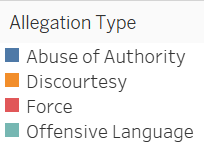 Allegation Type
Abuse of Authority
Discourtesy
Force
Offensive Language